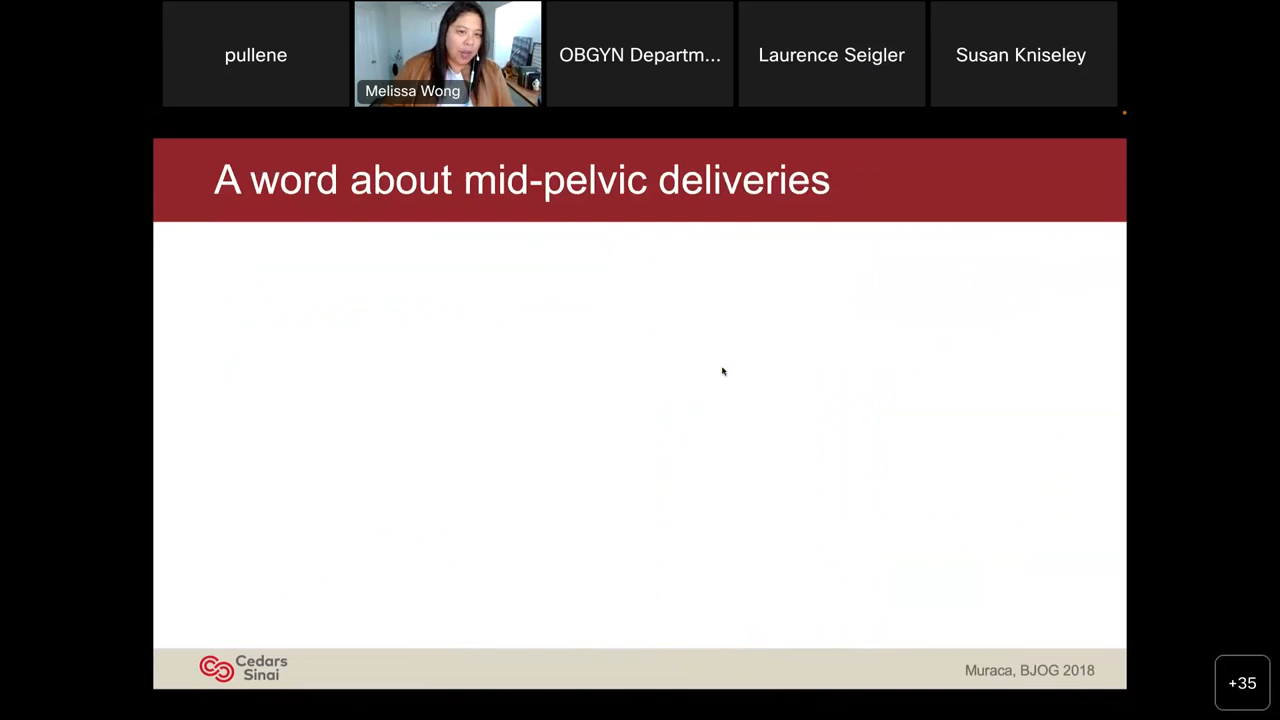 pullene
Melissa Wong
OBGYN Departm...
Laurence Seigler
Susan Kniseley
A word about mid-pelvic deliveries
Cedars
Sinai
Muraca, BJOG 2018
+35